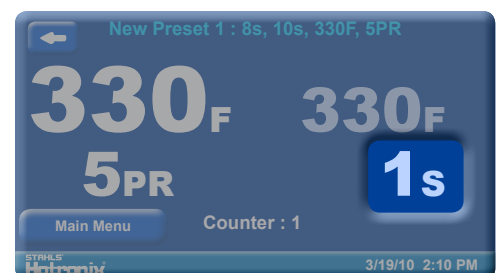 New Preset 1 : 8s, 10s, 330F, 5PR
330F 330F
5PR 1s
Main Menu Counter : 1
STAHLS'
Hotronix 3/19/10 2:10 PM